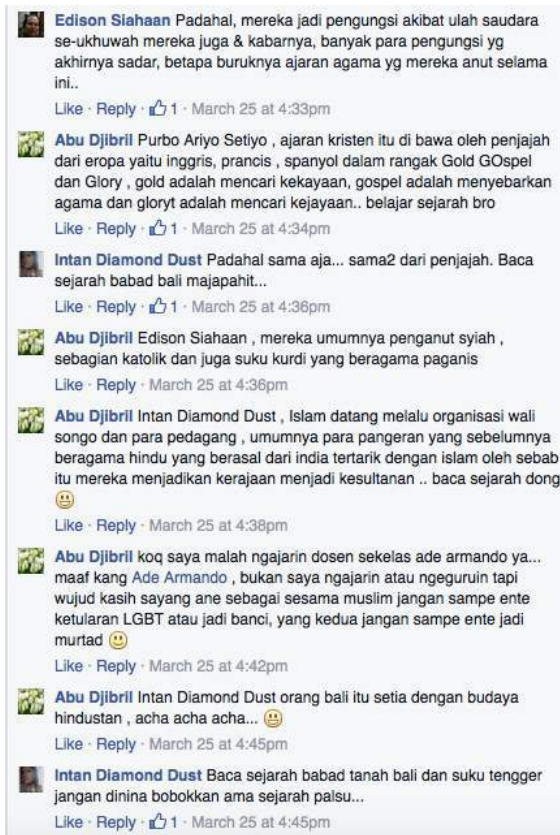 Edison Siahaan Padahal, mereka jadi pengungsi akibat ulah saudara
se-ukhuwah mereka juga & kabarnya, banyak para pengungsi yg
akhirnya sadar, betapa buruknya ajaran agama yg mereka anut selama
ini..
Like · Reply · 1 · March 25 at 4:33pm
Abu Djibril Purbo Ariyo Setiyo , ajaran kristen itu di bawa oleh penjajah
dari eropa yaitu inggris, prancis , spanyol dalam rangak Gold GOspel
dan Glory , gold adalah mencari kekayaan, gospel adalah menyebarkan
agama dan gloryt adalah mencari kejayaan.. belajar sejarah bro
Like · Reply · 1 · March 25 at 4:34pm
Intan Diamond Dust Padahal sama aja... sama2 dari penjajah. Baca
sejarah babad bali majapahit...
Like · Reply · 1 · March 25 at 4:36pm
Abu Djibril Edison Siahaan , mereka umumnya penganut syiah ,
sebagian katolik dan juga suku kurdi yang beragama paganis
Like · Reply · March 25 at 4:36pm
Abu Djibril Intan Diamond Dust , Islam datang melalu organisasi wali
songo dan para pedagang , umumnya para pangeran yang sebelumnya
beragama hindu yang berasal dari india tertarik dengan islam oleh sebab
itu mereka menjadikan kerajaan menjadi kesultanan .. baca sejarah dong
😃
Like · Reply · March 25 at 4:38pm
Abu Djibril koq saya malah ngajarin dosen sekelas ade armando ya...
maaf kang Ade Armando , bukan saya ngajarin atau ngeguruin tapi
wujud kasih sayang ane sebagai sesama muslim jangan sampe ente
ketularan LGBT atau jadi banci, yang kedua jangan sampe ente jadi
murtad 🙂
Like · Reply · March 25 at 4:42pm
Abu Djibril Intan Diamond Dust orang bali itu setia dengan budaya
hindustan , acha acha acha... 😃
Like · Reply · March 25 at 4:45pm
Intan Diamond Dust Baca sejarah babad tanah bali dan suku tengger
jangan dinina bobokkan ama sejarah palsu...
Like · Reply · 1 · March 25 at 4:45pm